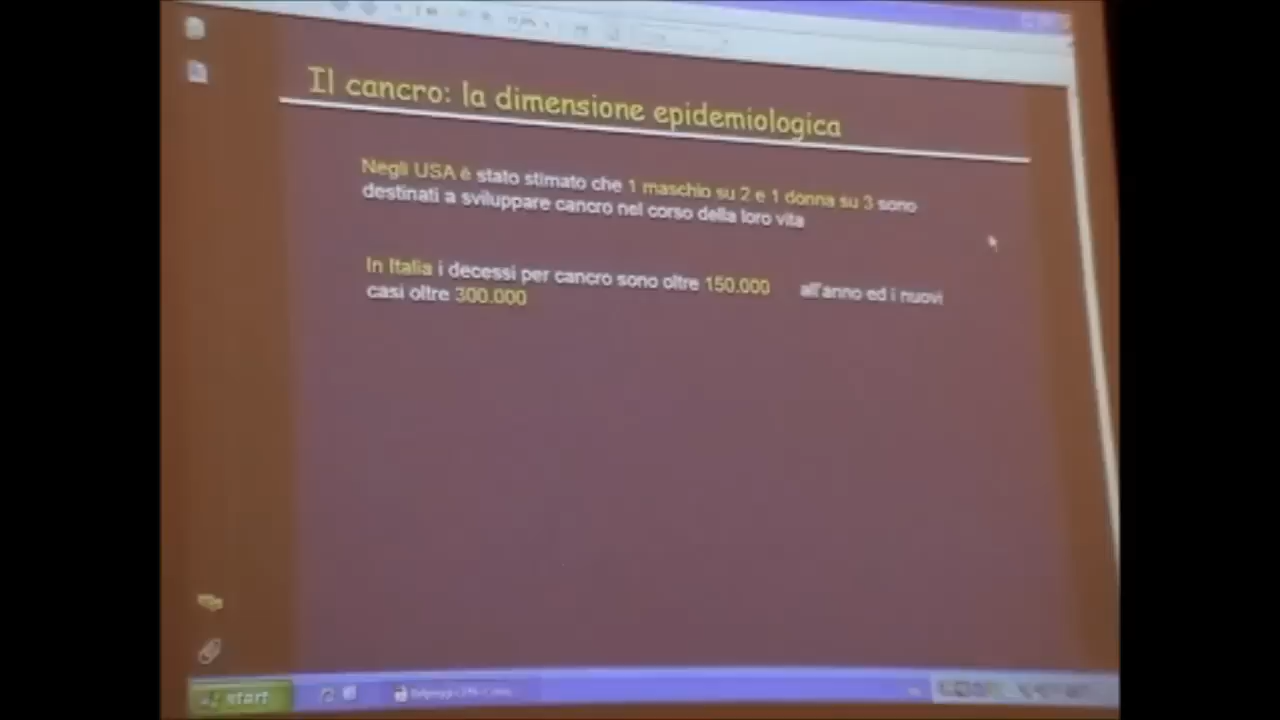 Il cancro: la dimensione epidemiologica
Negli USA è stato stimato che 1 maschio su 2 e 1 donna su 3 sono
destinati a sviluppare cancro nel corso della loro vita
In Italia i decessi per cancro sono oltre 150.000 all'anno ed i nuovi
casi oltre 300.000
start